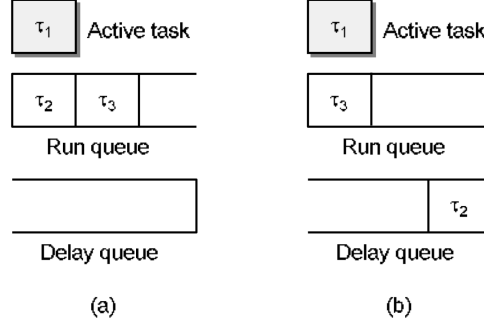 τ1 Active task
τ2 τ3
Run queue
Delay queue
(a)
τ1 Active task
τ3
Run queue
τ2
Delay queue
(b)